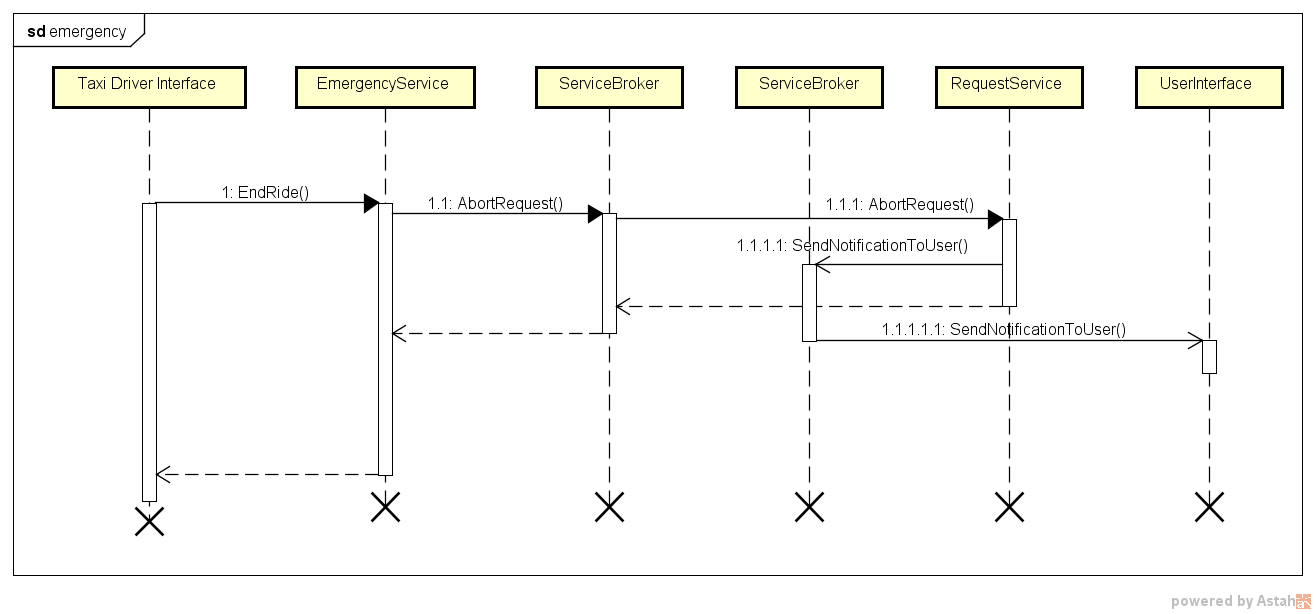 sd emergency
Taxi Driver Interface
EmergencyService
ServiceBroker
ServiceBroker
RequestService
UserInterface
1: EndRide()
1.1: AbortRequest()
1.1.1: AbortRequest()
1.1.1.1: SendNotificationToUser()
1.1.1.1.1: SendNotificationToUser()
powered by Astah